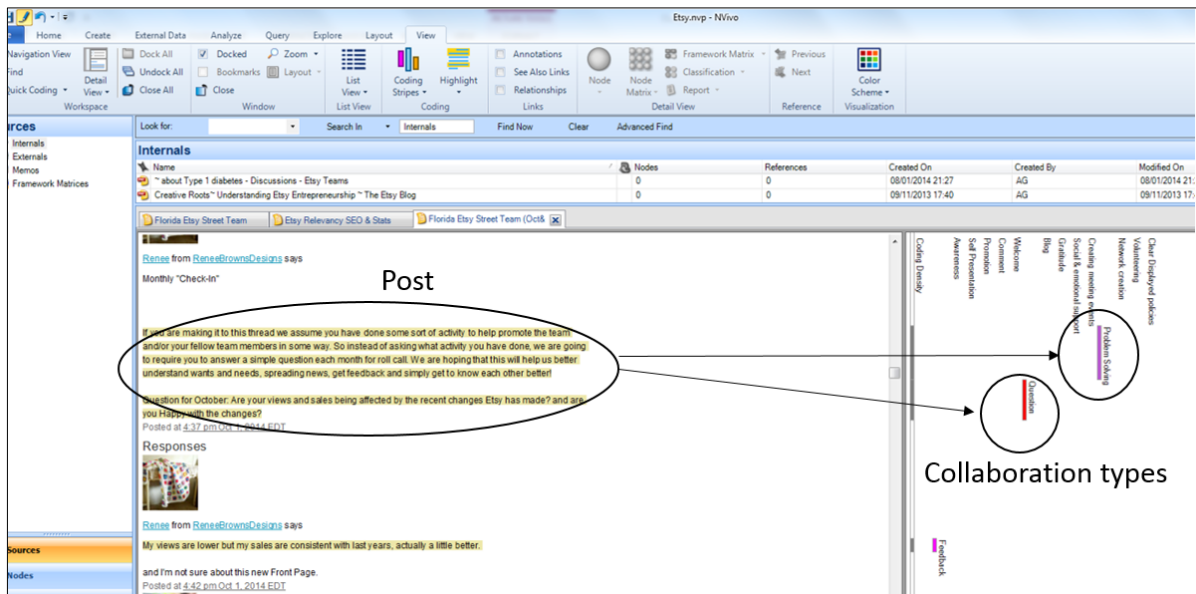 Etsy.nvp - NVivo
Home Create External Data Analyze Query Explore Layout View
Navigation View
Find
Quick Coding
Detail View
Workspace
Dock All
Undock All
Close All
Docked
Bookmarks
Close
Zoom
Layout
Window
List View
List View
Coding Stripes
Highlight
Coding
Annotations
See Also Links
Relationships
Links
Node
Node Matrix
Framework Matrix
Classification
Report
Detail View
Previous
Next
Reference
Color Scheme
Visualization
urces
Internals
Externals
Memos
Framework Matrices
Look for: Search In Internals Find Now Clear Advanced Find
Internals
Name Nodes References Created On Created By Modified On
~ about Type 1 diabetes - Discussions - Etsy Teams 0 0 08/01/2014 21:27 AG 08/01/2014 21:
Creative Roots~ Understanding Etsy Entrepreneurship ~ The Etsy Blog 0 0 09/11/2013 17:40 AG 09/11/2013 17:4
Florida Etsy Street Team Etsy Relevancy SEO & Stats Florida Etsy Street Team (Oct&
Renee from ReneeBrownsDesigns says
Monthly "Check-In"
Post
If you are making it to this thread we assume you have done some sort of activity to help promote the team
and/or your fellow team members in some way. So instead of asking what activity you have done, we are going
to require you to answer a simple question each month for roll call. We are hoping that this will help us better
understand wants and needs, spreading news, get feedback and simply get to know each other better!
Question for October: Are your views and sales being affected by the recent changes Etsy has made? and are
you Happy with the changes?
Posted at 4:37 pm Oct 1, 2014 EDT
Responses
Renee from ReneeBrownsDesigns says
My views are lower but my sales are consistent with last years, actually a little better.
and I'm not sure about this new Front Page.
Posted at 4:42 pm Oct 1, 2014 EDT
Coding Density
Awareness
Self Presentation
Promotion
Comment
Welcome
Blog
Gratitude
Social & emotional support
Creating meeting events
Network creation
Volunteering
Clear Displayed policies
Problem Solving
Question
Collaboration types
Feedback
Sources
Nodes